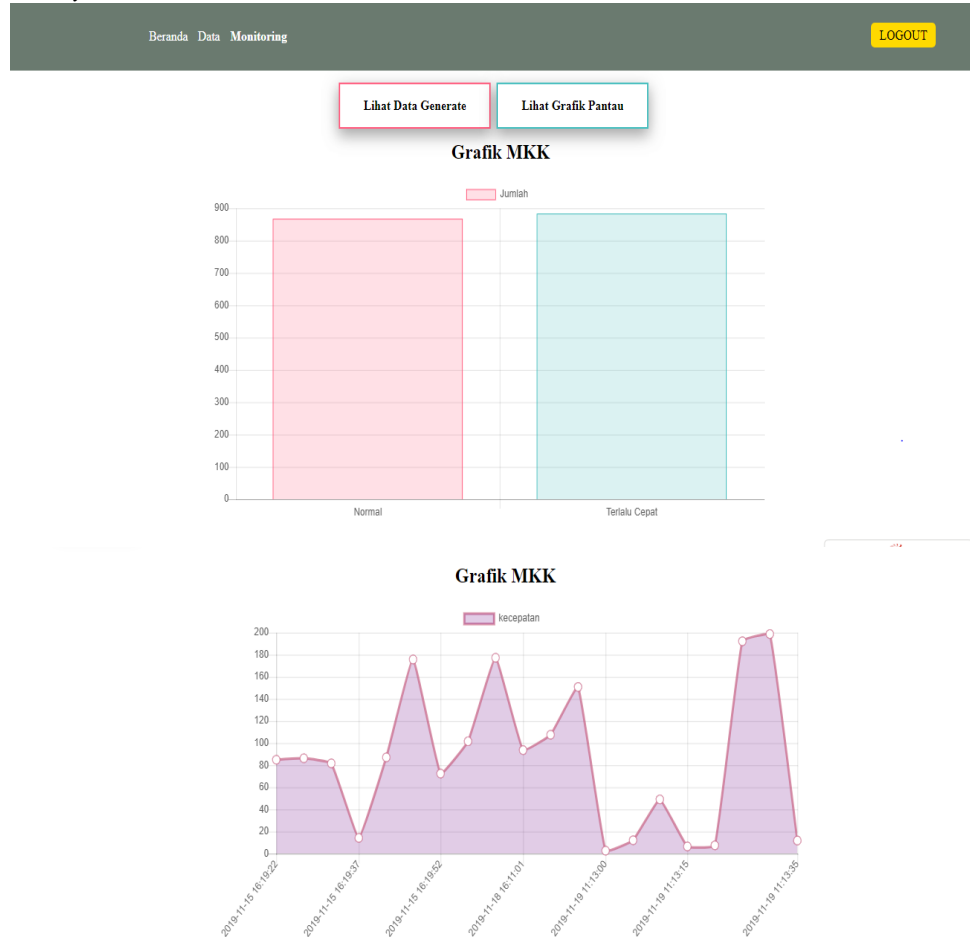 Beranda Data Monitoring LOGOUT
Lihat Data Generate Lihat Grafik Pantau
Grafik MKK
Jumlah
900
800
700
600
500
400
300
200
100
0
Normal Terlalu Cepat
Grafik MKK
kecepatan
200
180
160
140
120
100
80
60
40
20
0
2019-11-15 16:19:22 2019-11-15 16:19:37 2019-11-15 16:19:52 2019-11-18 16:11:01 2019-11-19 11:13:00 2019-11-19 11:13:15 2019-11-19 11:13:35